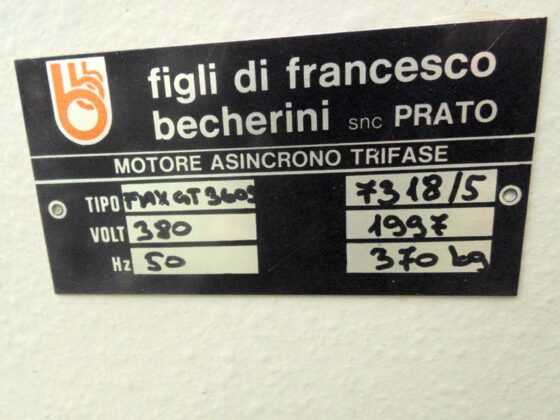 figli di francesco
becherini snc PRATO
MOTORE ASINCRONO TRIFASE
TIPO MAXGT360S 7318/5
VOLT 380 1997
Hz 50 370 kg